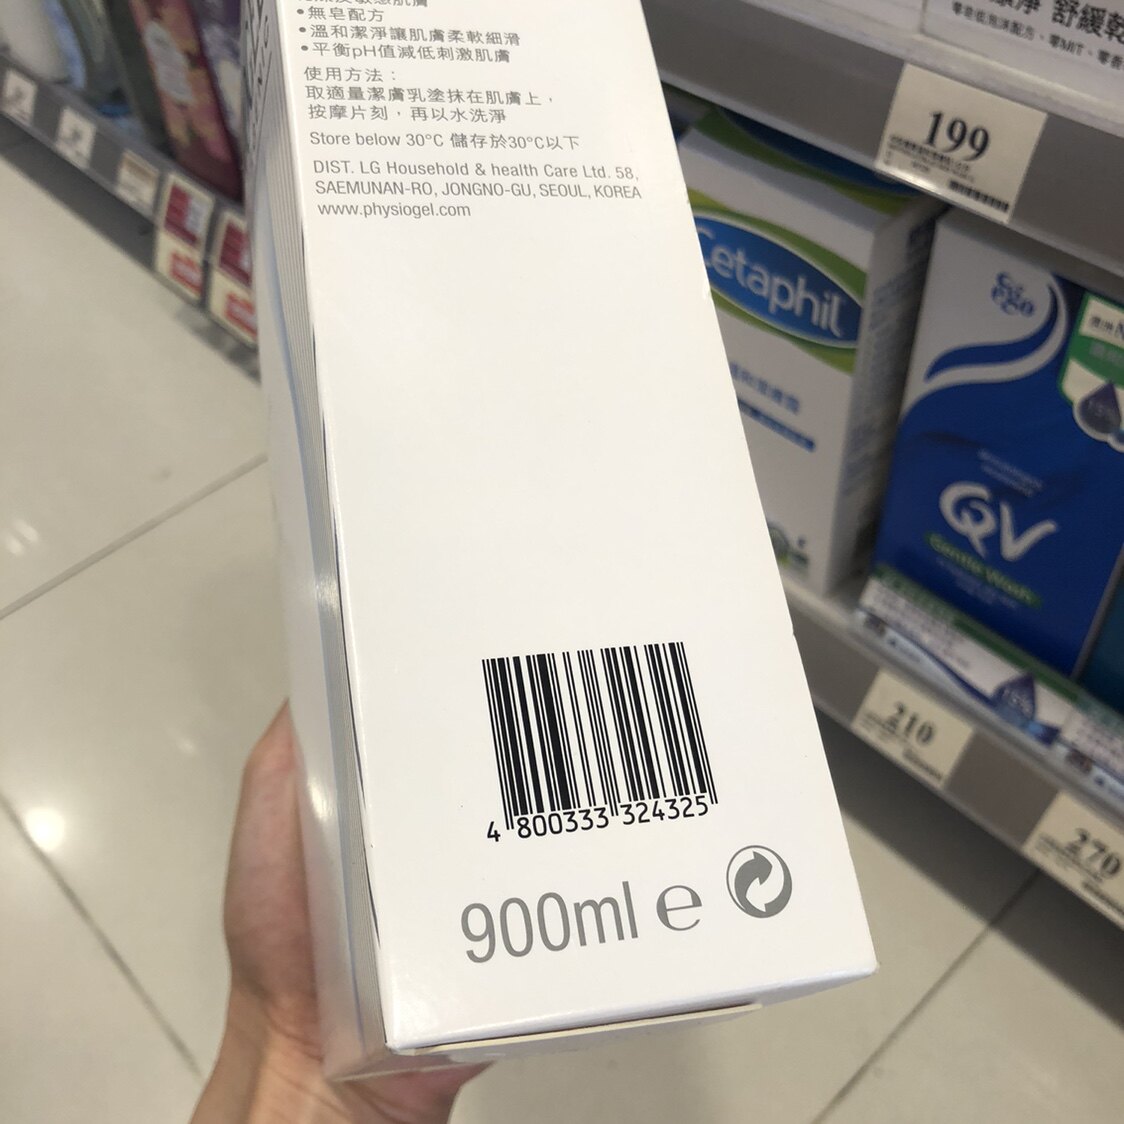 •無皂配方
•溫和潔淨讓肌膚柔軟細滑
•平衡pH值減低刺激肌膚
使用方法：
取適量潔膚乳塗抹在肌膚上，
按摩片刻，再以水洗淨
Store below 30°C 儲存於30°C以下
DIST. LG Household & health Care Ltd. 58,
SAEMUNAN-RO, JONGNO-GU, SEOUL, KOREA
www.physiogel.com
4 800333 324325
900ml ℮
199
Cetaphil
Ego
QV
Gentle Wash
210
270